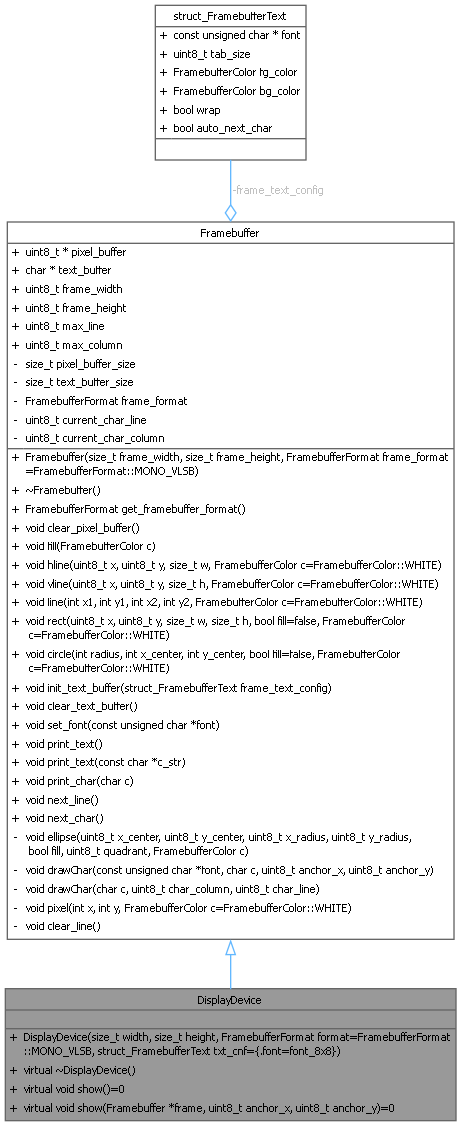 struct_FramebufferText
+ const unsigned char * font
+ uint8_t tab_size
+ FramebufferColor fg_color
+ FramebufferColor bg_color
+ bool wrap
+ bool auto_next_char
-frame_text_config
Framebuffer
+ uint8_t * pixel_buffer
+ char * text_buffer
+ uint8_t frame_width
+ uint8_t frame_height
+ uint8_t max_line
+ uint8_t max_column
- size_t pixel_buffer_size
- size_t text_buffer_size
- FramebufferFormat frame_format
- uint8_t current_char_line
- uint8_t current_char_column
+ Framebuffer(size_t frame_width, size_t frame_height, FramebufferFormat frame_format
=FramebufferFormat::MONO_VLSB)
+ ~Framebuffer()
+ FramebufferFormat get_framebuffer_format()
+ void clear_pixel_buffer()
+ void fill(FramebufferColor c)
+ void hline(uint8_t x, uint8_t y, size_t w, FramebufferColor c=FramebufferColor::WHITE)
+ void vline(uint8_t x, uint8_t y, size_t h, FramebufferColor c=FramebufferColor::WHITE)
+ void line(int x1, int y1, int x2, int y2, FramebufferColor c=FramebufferColor::WHITE)
+ void rect(uint8_t x, uint8_t y, size_t w, size_t h, bool fill=false, FramebufferColor
c=FramebufferColor::WHITE)
+ void circle(int radius, int x_center, int y_center, bool fill=false, FramebufferColor
c=FramebufferColor::WHITE)
+ void init_text_buffer(struct_FramebufferText frame_text_config)
+ void clear_text_buffer()
+ void set_font(const unsigned char *font)
+ void print_text()
+ void print_text(const char *c_str)
+ void print_char(char c)
+ void next_line()
+ void next_char()
- void ellipse(uint8_t x_center, uint8_t y_center, uint8_t x_radius, uint8_t y_radius,
bool fill, uint8_t quadrant, FramebufferColor c)
- void drawChar(const unsigned char *font, char c, uint8_t anchor_x, uint8_t anchor_y)
- void drawChar(char c, uint8_t char_column, uint8_t char_line)
- void pixel(int x, int y, FramebufferColor c=FramebufferColor::WHITE)
- void clear_line()
DisplayDevice
+ DisplayDevice(size_t width, size_t height, FramebufferFormat format=FramebufferFormat
::MONO_VLSB, struct_FramebufferText txt_cnf={.font=font_8x8})
+ virtual ~DisplayDevice()
+ virtual void show()=0
+ virtual void show(Framebuffer *frame, uint8_t anchor_x, uint8_t anchor_y)=0